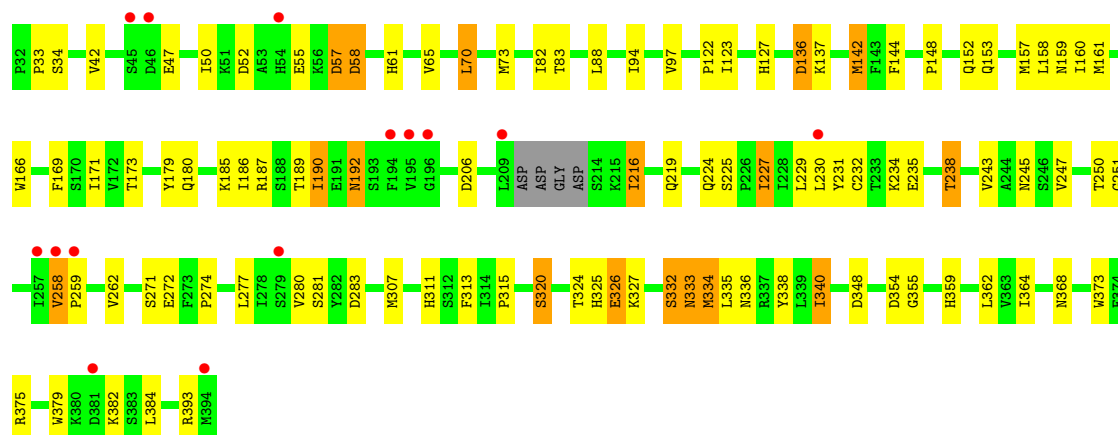 P32 P33 S34 V42 S45 D46 E47 I50 K51 D52 A53 H54 E55 K56 D57 D58 H61 V65 L70 M73 I82 T83 L88 I94 V97 P122 I123 H127 D136 K137 M142 F143 F144 P148 Q152 Q153 M157 L158 N159 I160 M161
W166 F169 S170 I171 V172 T173 Y179 Q180 K185 I186 R187 S188 T189 I190 E191 N192 S193 F194 V195 G196 D206 L209 ASP ASP GLY ASP S214 K215 I216 Q219 Q224 S225 P226 I227 I228 L229 L230 Y231 C232 T233 K234 E235 T238 V243 A244 N245 S246 V247 T250 C251
I257 V258 P259 V262 S271 E272 F273 P274 L277 I278 S279 V280 S281 Y282 D283 M307 H311 S312 F313 I314 P315 S320 T324 H325 E326 K327 S332 N333 M334 L335 N336 R337 Y338 L339 I340 D348 D354 G355 H359 L362 V363 I364 N368 W373 E374
R375 W379 K380 D381 K382 S383 L384 R393 M394